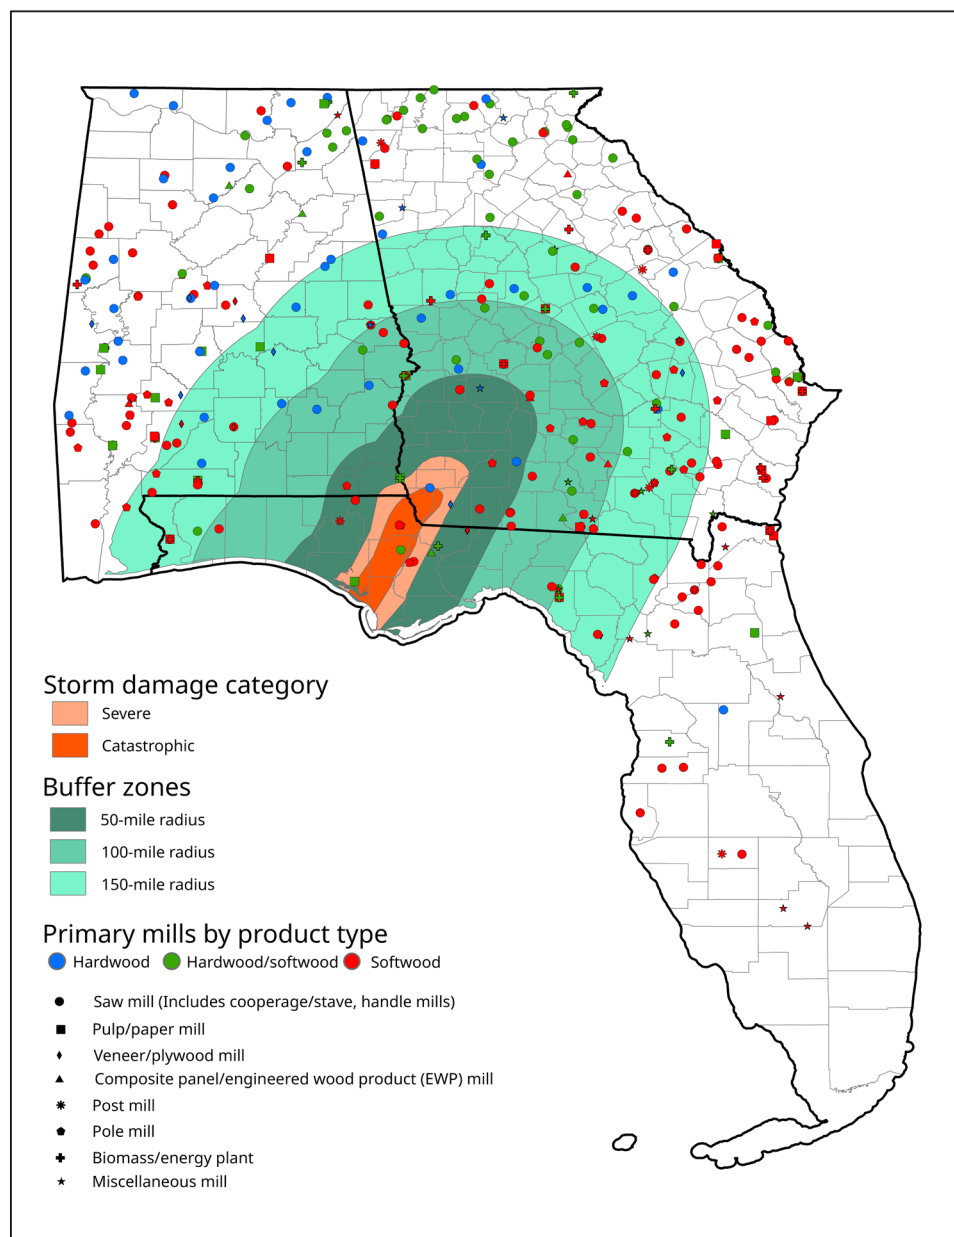 Storm damage category
Severe
Catastrophic
Buffer zones
50-mile radius
100-mile radius
150-mile radius
Primary mills by product type
Hardwood Hardwood/softwood Softwood
Saw mill (Includes cooperage/stave, handle mills)
Pulp/paper mill
Veneer/plywood mill
Composite panel/engineered wood product (EWP) mill
Post mill
Pole mill
Biomass/energy plant
Miscellaneous mill